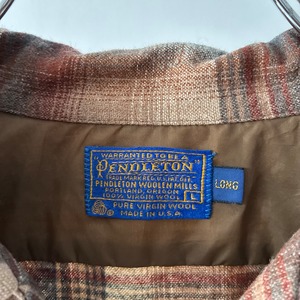 "WARRANTED TO BE A
PENDLETON"
TRADE MARK REG. U.S. PAT. OFF.
PENDLETON WOOLEN MILLS
PORTLAND, OREGON
100% VIRGIN WOOL
L
PURE VIRGIN WOOL
MADE IN U.S.A.
LONG